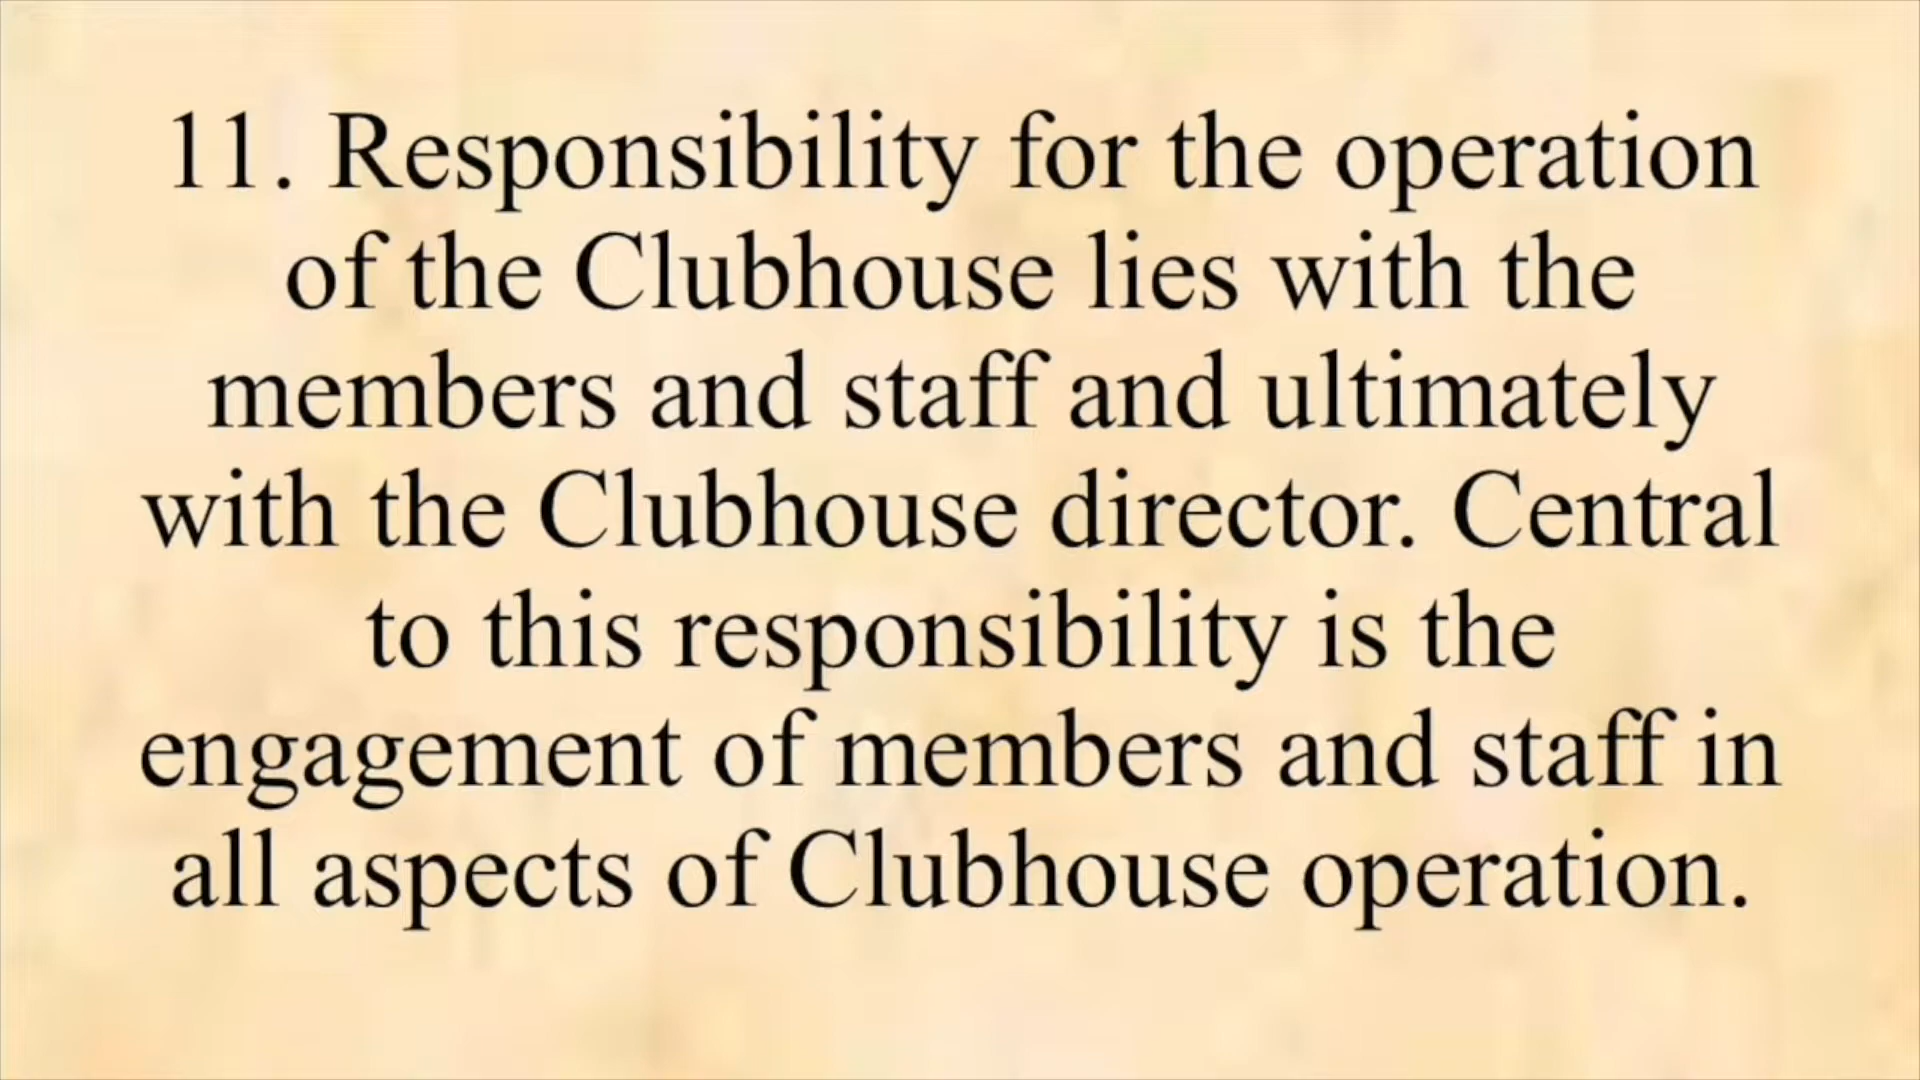 11. Responsibility for the operation
of the Clubhouse lies with the
members and staff and ultimately
with the Clubhouse director. Central
to this responsibility is the
engagement of members and staff in
all aspects of Clubhouse operation.